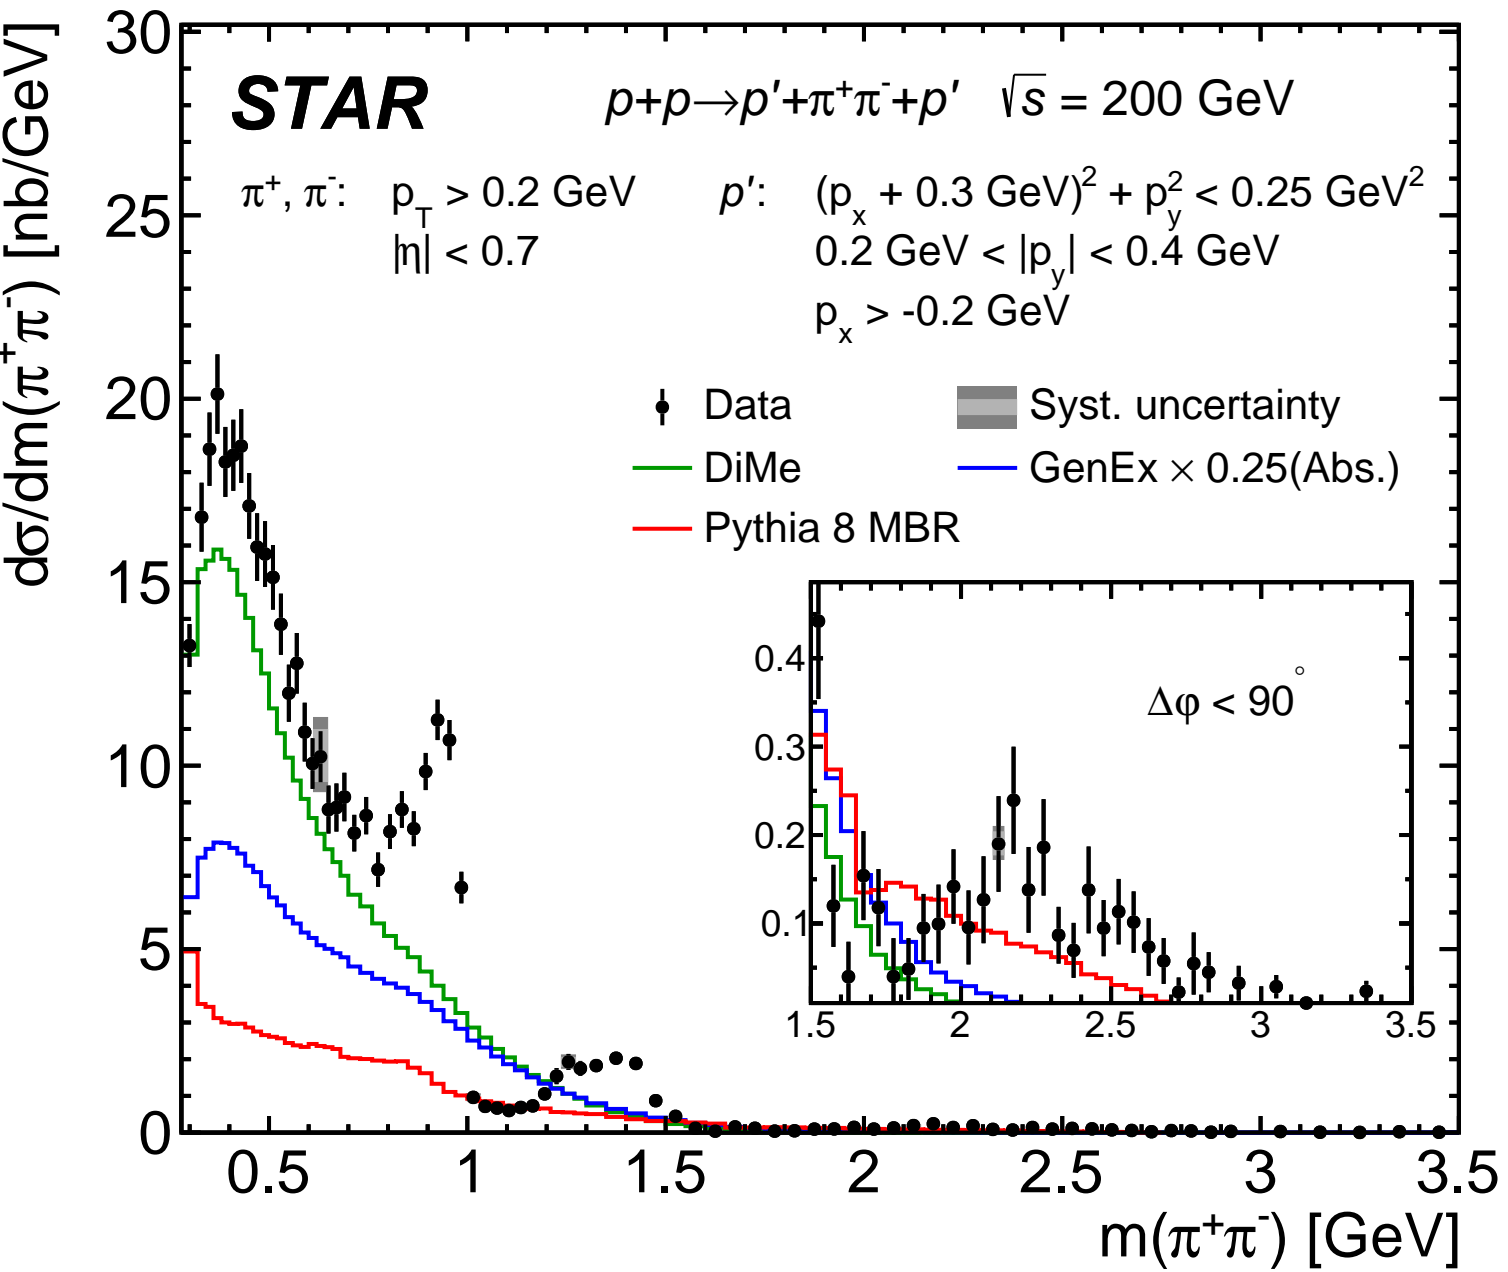 dσ/dm(π⁺π⁻) [nb/GeV]
30
25
20
15
10
5
0
STAR p+p→p′+π⁺π⁻+p′ √s = 200 GeV
π⁺, π⁻: p_T > 0.2 GeV p′: (p_x + 0.3 GeV)² + p_y² < 0.25 GeV²
|η| < 0.7 0.2 GeV < |p_y| < 0.4 GeV
p_x > -0.2 GeV
Data Syst. uncertainty
DiMe GenEx × 0.25(Abs.)
Pythia 8 MBR
0.4
0.3
0.2
0.1
Δφ < 90°
1.5 2 2.5 3 3.5
0.5 1 1.5 2 2.5 3 3.5
m(π⁺π⁻) [GeV]